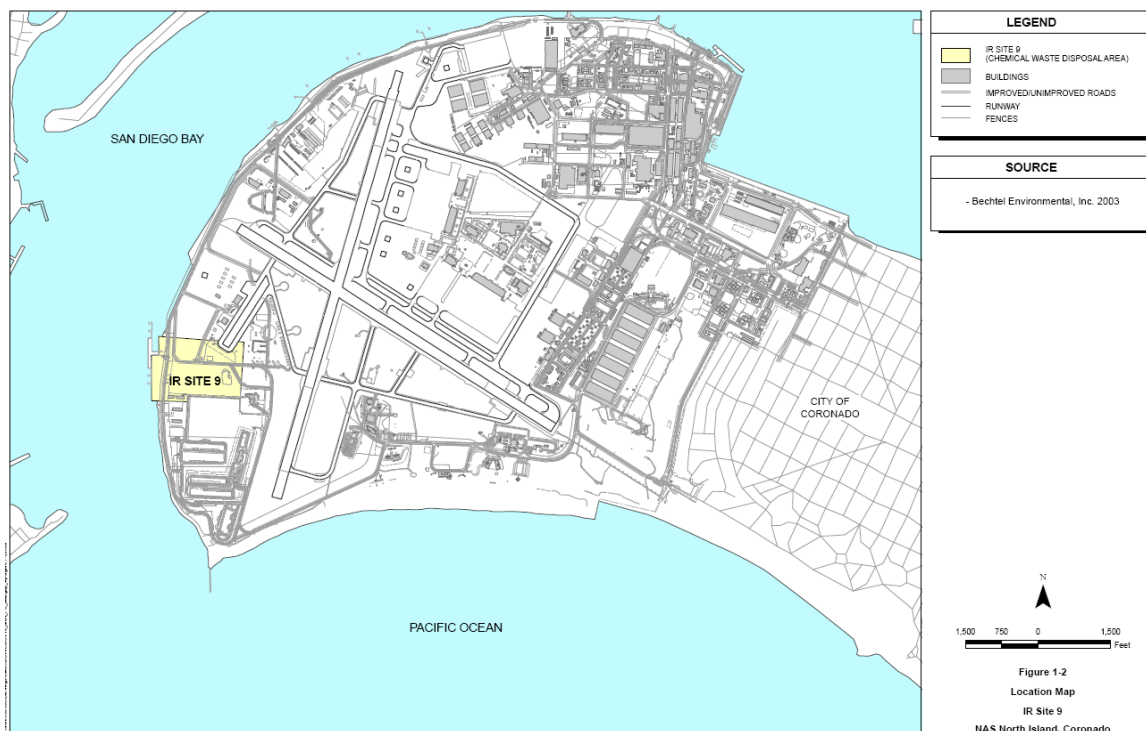 SAN DIEGO BAY
IR SITE 9
CITY OF
CORONADO
PACIFIC OCEAN
LEGEND
IR SITE 9
(CHEMICAL WASTE DISPOSAL AREA)
BUILDINGS
IMPROVED/UNIMPROVED ROADS
RUNWAY
FENCES
SOURCE
- Bechtel Environmental, Inc. 2003
N
1,500 750 0 1,500
Feet
Figure 1-2
Location Map
IR Site 9
NAS North Island, Coronado